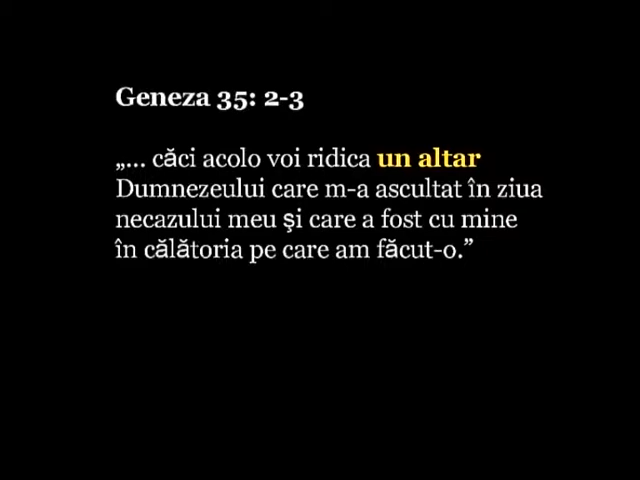 Geneza 35: 2-3
„... căci acolo voi ridica un altar
Dumnezeului care m-a ascultat în ziua
necazului meu şi care a fost cu mine
în călătoria pe care am făcut-o.”